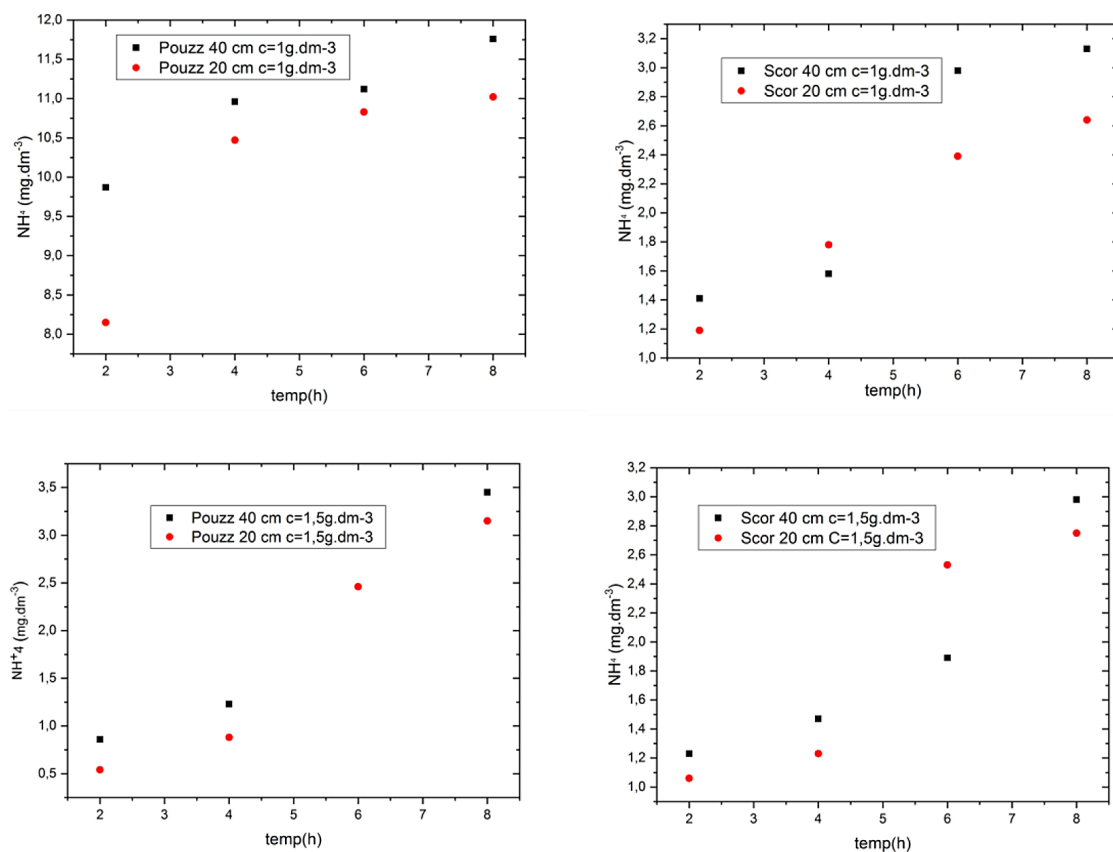 Pouzz 40 cm c=1g.dm-3
Pouzz 20 cm c=1g.dm-3
NH⁴ (mg.dm⁻³)
12,0
11,5
11,0
10,5
10,0
9,5
9,0
8,5
8,0
2 3 4 5 6 7 8
temp(h)
Scor 40 cm c=1g.dm-3
Scor 20 cm c=1g.dm-3
NH⁴ (mg.dm⁻³)
3,2
3,0
2,8
2,6
2,4
2,2
2,0
1,8
1,6
1,4
1,2
1,0
2 3 4 5 6 7 8
temp(h)
Pouzz 40 cm c=1,5g.dm-3
Pouzz 20 cm c=1,5g.dm-3
NH⁺4 (mg.dm⁻³)
3,5
3,0
2,5
2,0
1,5
1,0
0,5
2 3 4 5 6 7 8
temp(h)
Scor 40 cm c=1,5g.dm-3
Scor 20 cm C=1,5g.dm-3
NH⁴ (mg.dm⁻³)
3,2
3,0
2,8
2,6
2,4
2,2
2,0
1,8
1,6
1,4
1,2
1,0
2 3 4 5 6 7 8
temp(h)